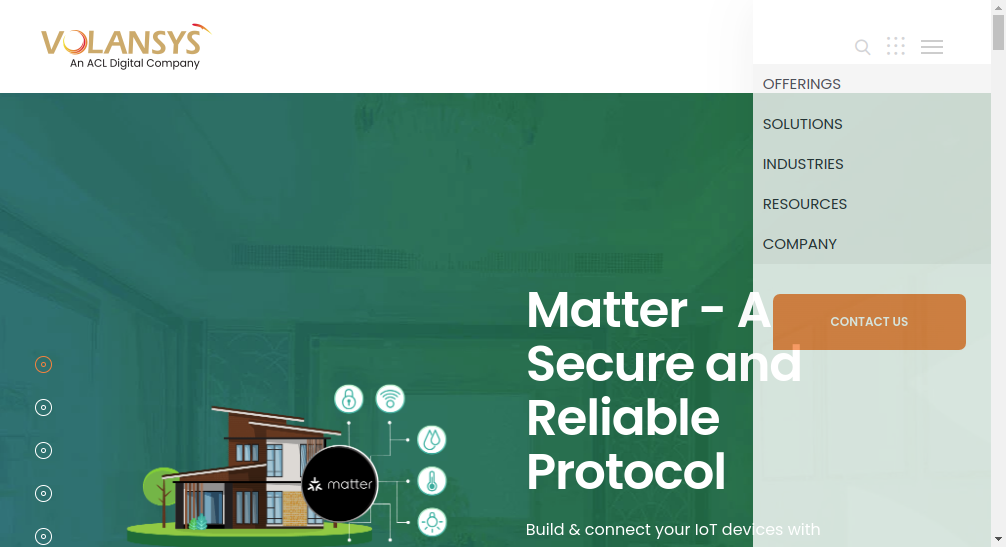 VOLANSYS
An ACL Digital Company
OFFERINGS
SOLUTIONS
INDUSTRIES
RESOURCES
COMPANY
CONTACT US
Matter - A
Secure and
Reliable
Protocol
Build & connect your IoT devices with
matter